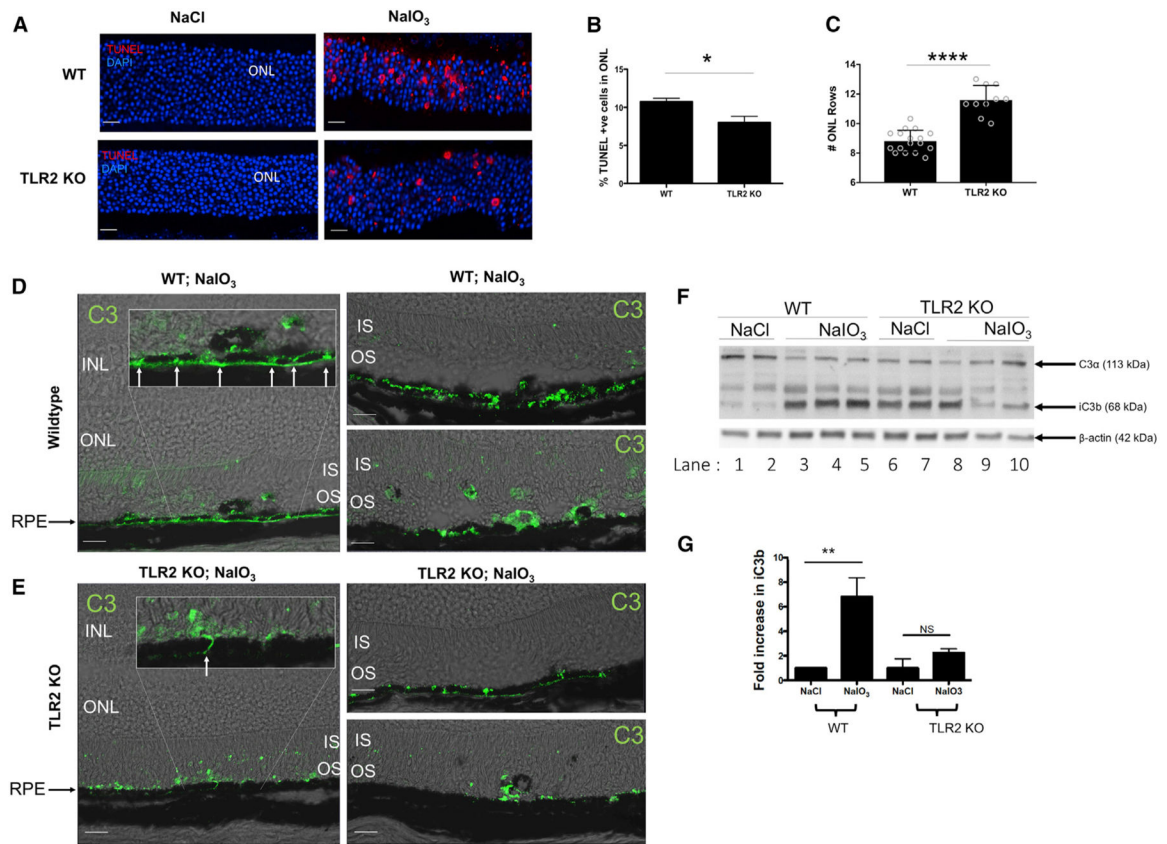 A
NaCl
NaIO3
WT
TUNEL
DAPI
ONL
TLR2 KO
TUNEL
DAPI
ONL
B
*
% TUNEL +ve cells in ONL
15
10
5
0
WT
TLR2 KO
C
****
# ONL Rows
14
12
10
8
6
WT
TLR2 KO
D
WT; NaIO3
WT; NaIO3
Wildtype
C3
INL
ONL
IS
OS
RPE
C3
IS
OS
C3
IS
OS
E
TLR2 KO; NaIO3
TLR2 KO; NaIO3
TLR2 KO
C3
INL
ONL
IS
OS
RPE
C3
IS
OS
C3
IS
OS
F
WT
TLR2 KO
NaCl
NaIO3
NaCl
NaIO3
C3α (113 kDa)
iC3b (68 kDa)
β-actin (42 kDa)
Lane : 1 2 3 4 5 6 7 8 9 10
G
Fold increase in iC3b
10
8
6
4
2
0
**
NS
NaCl
NaIO3
NaCl
NaIO3
WT
TLR2 KO